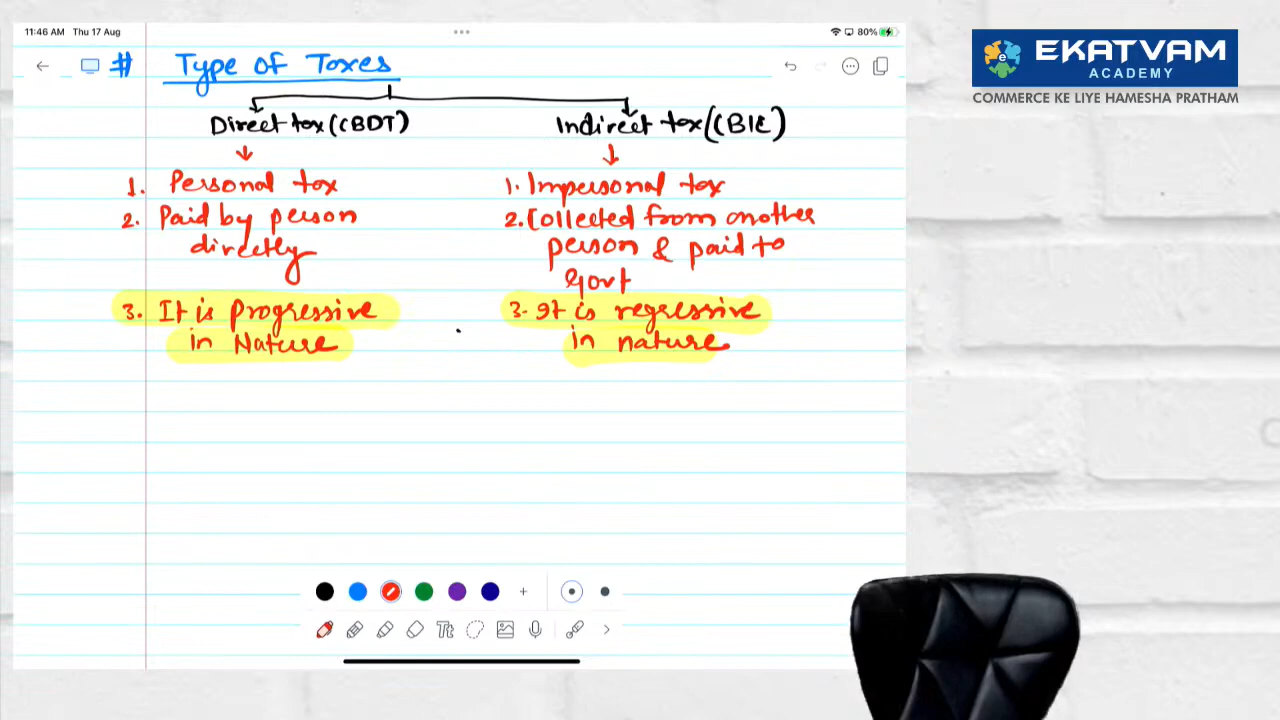 11:46 AM Thu 17 Aug
80%
EKATVAM
ACADEMY
COMMERCE KE LIYE HAMESHA PRATHAM
# Type of Taxes
Direct tax (CBDT)
Indirect tax (CBIC)
1. Personal tax
2. Paid by person
directly
3. It is progressive
in Nature
1. Impersonal tax
2. Collected from another
person & paid to
Govt
3. It is regressive
in nature
Tt